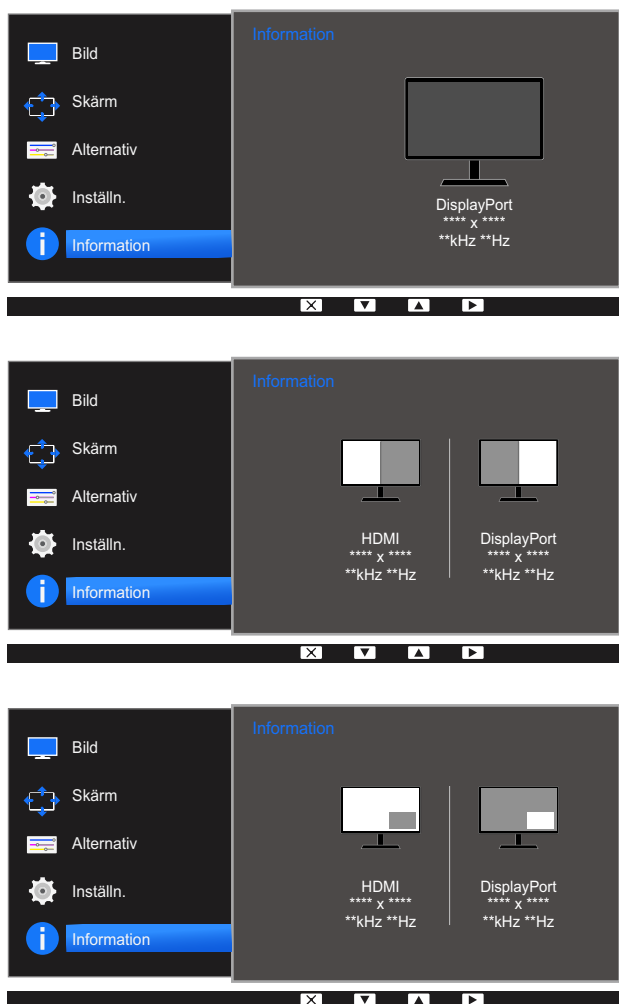 Information
Bild
Skärm
Alternativ
Inställn.
Information
DisplayPort
**** x ****
**kHz **Hz
Information
Bild
Skärm
Alternativ
Inställn.
Information
HDMI
**** x ****
**kHz **Hz
DisplayPort
**** x ****
**kHz **Hz
Information
Bild
Skärm
Alternativ
Inställn.
Information
HDMI
**** x ****
**kHz **Hz
DisplayPort
**** x ****
**kHz **Hz